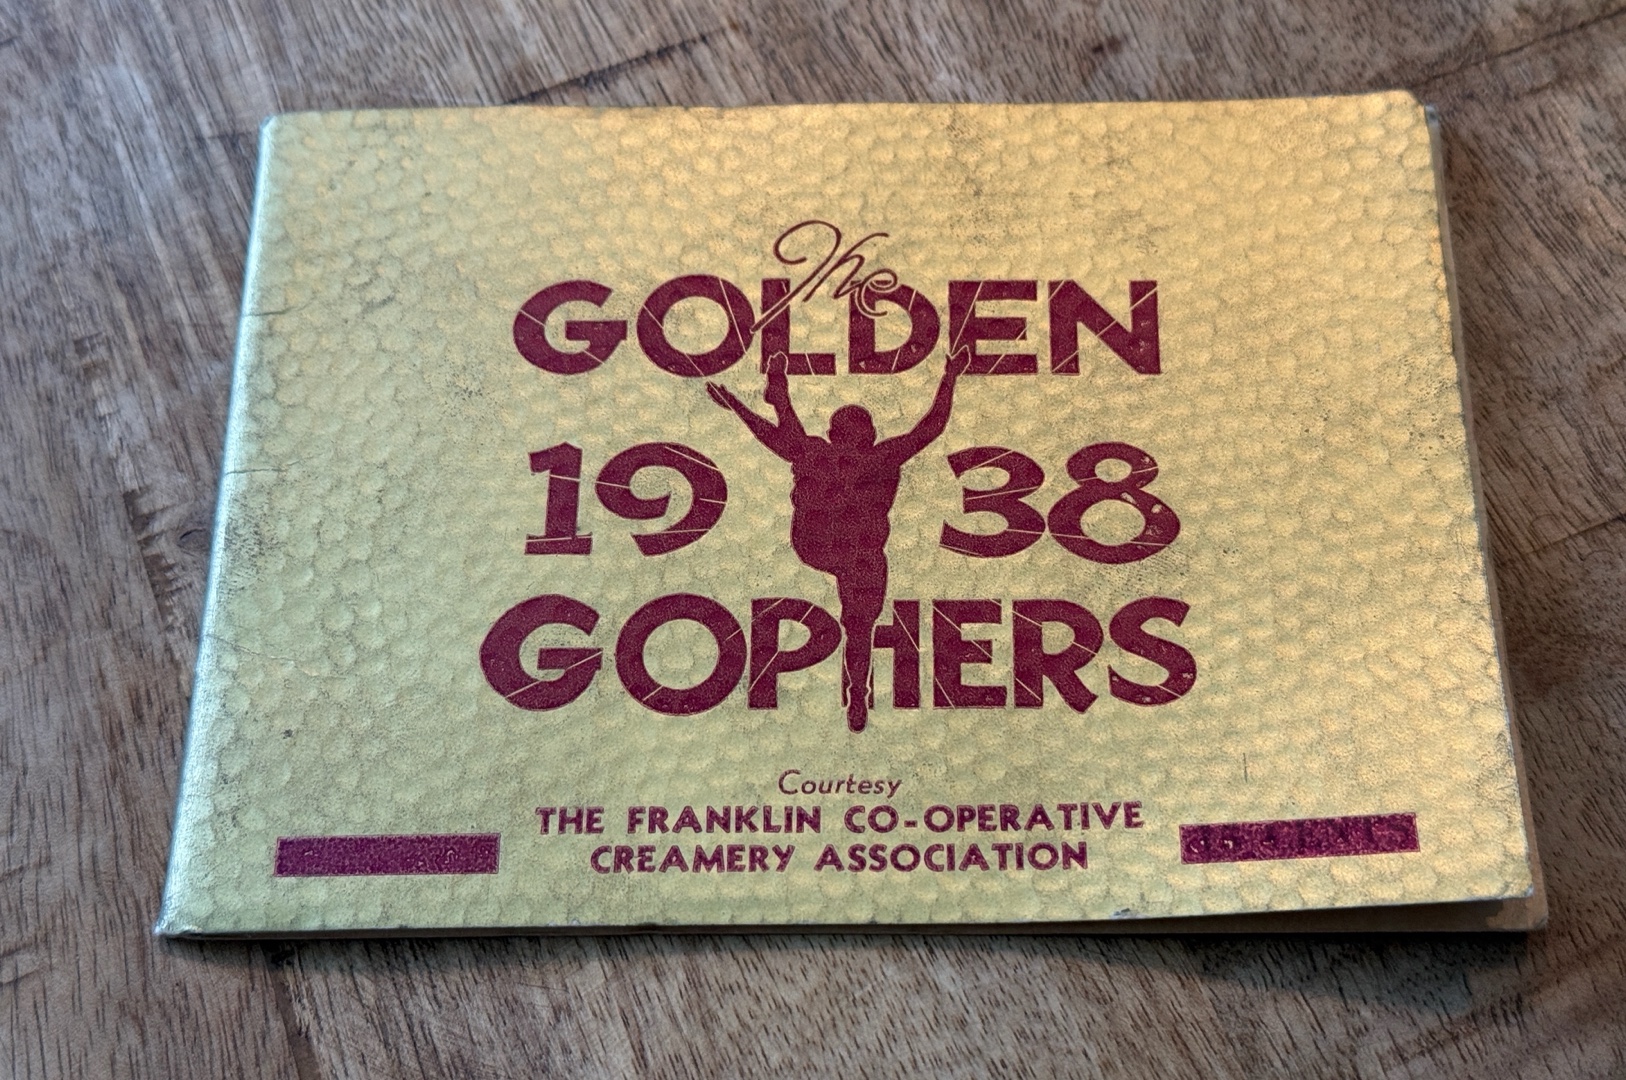 The
GOLDEN
1938
GOPHERS
Courtesy
THE FRANKLIN CO-OPERATIVE
CREAMERY ASSOCIATION